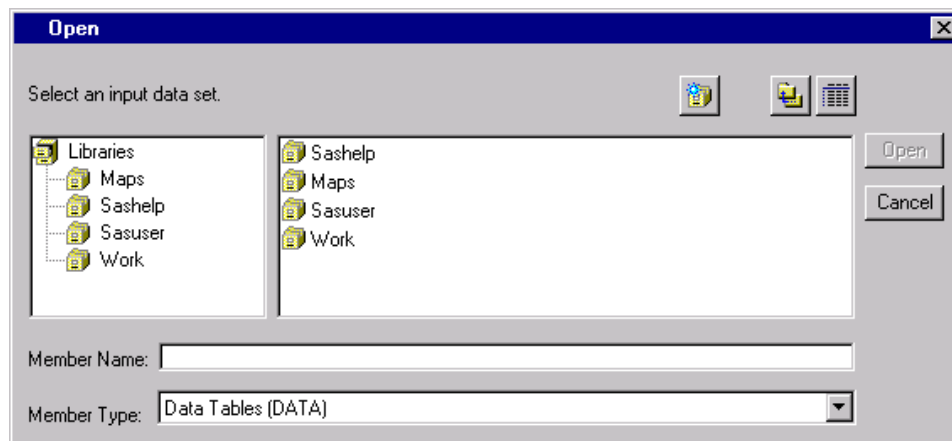 Open
Select an input data set.
Libraries
Maps
Sashelp
Sasuser
Work
Sashelp
Maps
Sasuser
Work
Open
Cancel
Member Name:
Member Type: Data Tables (DATA)